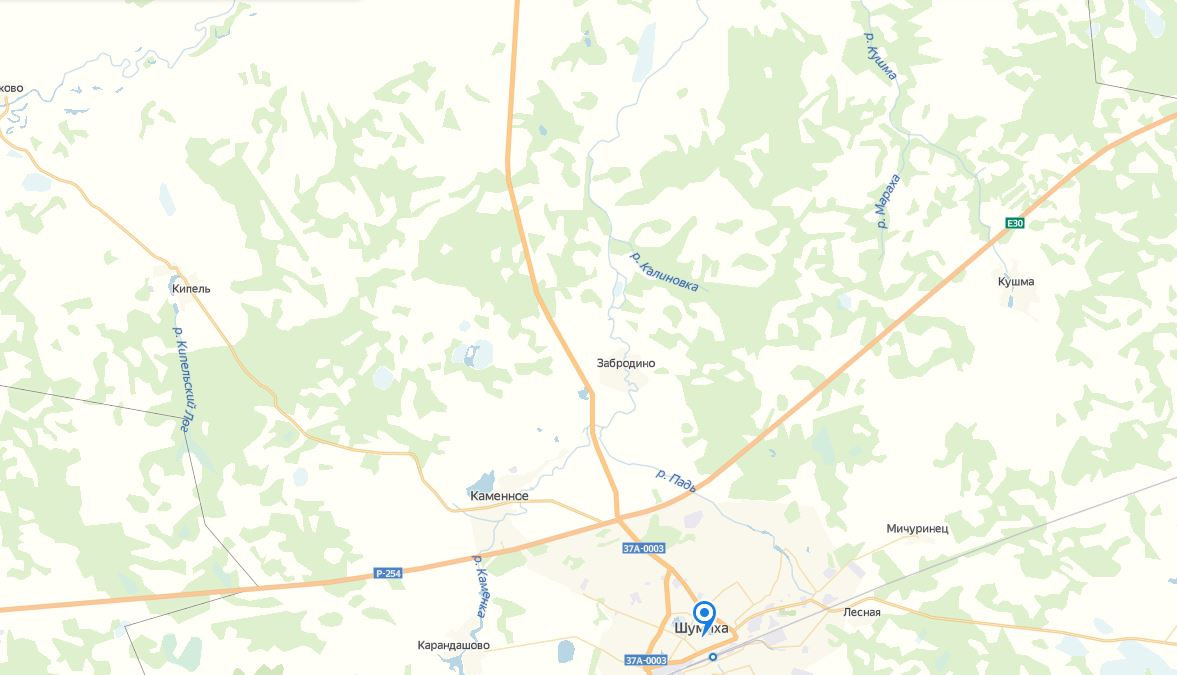 р. Кушма
ково
р. Мараха
E30
р. Калиновка
Кушма
Кипель
р. Кипельский Лог
Забродино
р. Падь
Каменное
Мичуринец
37А-0003
Р-254
р. Каменка
Лесная
Шумиха
Карандашово
37А-0003